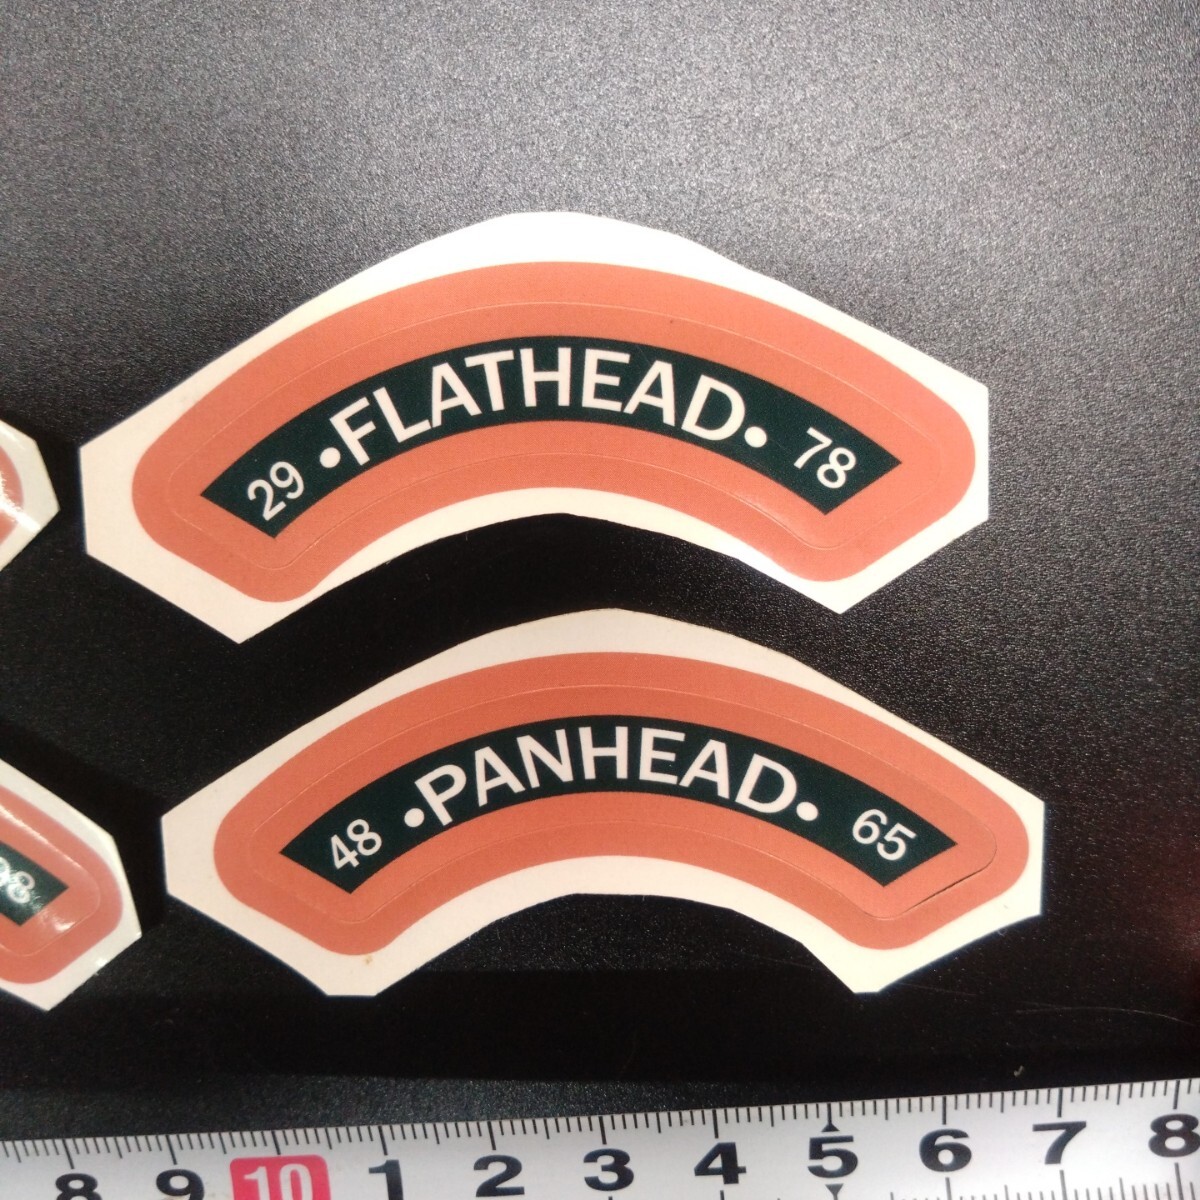 29 •FLATHEAD• 78
48 •PANHEAD• 65
8 9 10 1 2 3 4 5 6 7 8